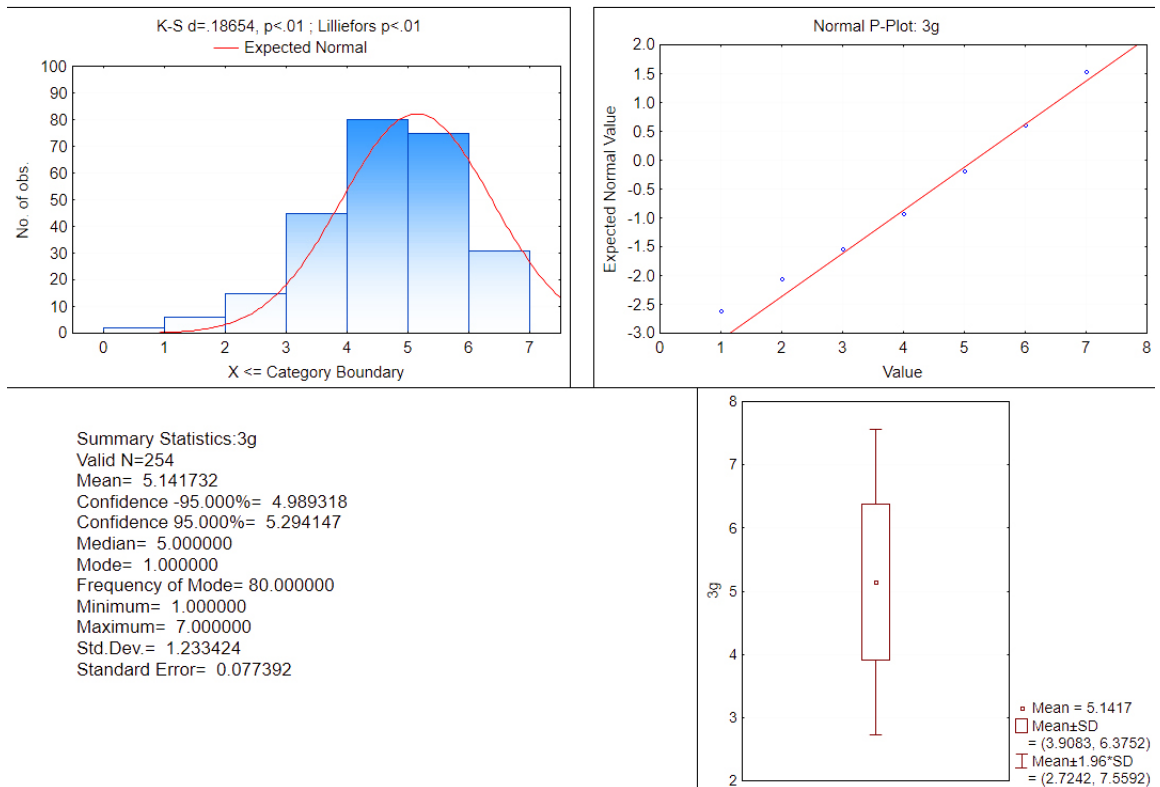 K-S d=.18654, p<.01 ; Lilliefors p<.01
Expected Normal
No. of obs.
100
90
80
70
60
50
40
30
20
10
0
0 1 2 3 4 5 6 7
X <= Category Boundary
Normal P-Plot: 3g
Expected Normal Value
2.0
1.5
1.0
0.5
0.0
-0.5
-1.0
-1.5
-2.0
-2.5
-3.0
0 1 2 3 4 5 6 7 8
Value
Summary Statistics:3g
Valid N=254
Mean= 5.141732
Confidence -95.000%= 4.989318
Confidence 95.000%= 5.294147
Median= 5.000000
Mode= 1.000000
Frequency of Mode= 80.000000
Minimum= 1.000000
Maximum= 7.000000
Std.Dev.= 1.233424
Standard Error= 0.077392
3g
8
7
6
5
4
3
2
Mean = 5.1417
Mean±SD
= (3.9083, 6.3752)
Mean±1.96*SD
= (2.7242, 7.5592)